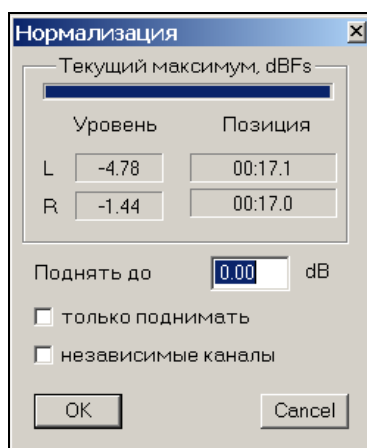 Нормализация
Текущий максимум, dBFs
Уровень Позиция
L -4.78 00:17.1
R -1.44 00:17.0
Поднять до 0.00 dB
только поднимать
независимые каналы
OK Cancel